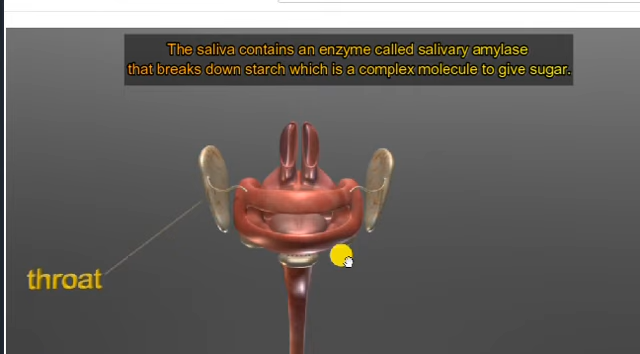 The saliva contains an enzyme called salivary amylase
that breaks down starch which is a complex molecule to give sugar.
throat